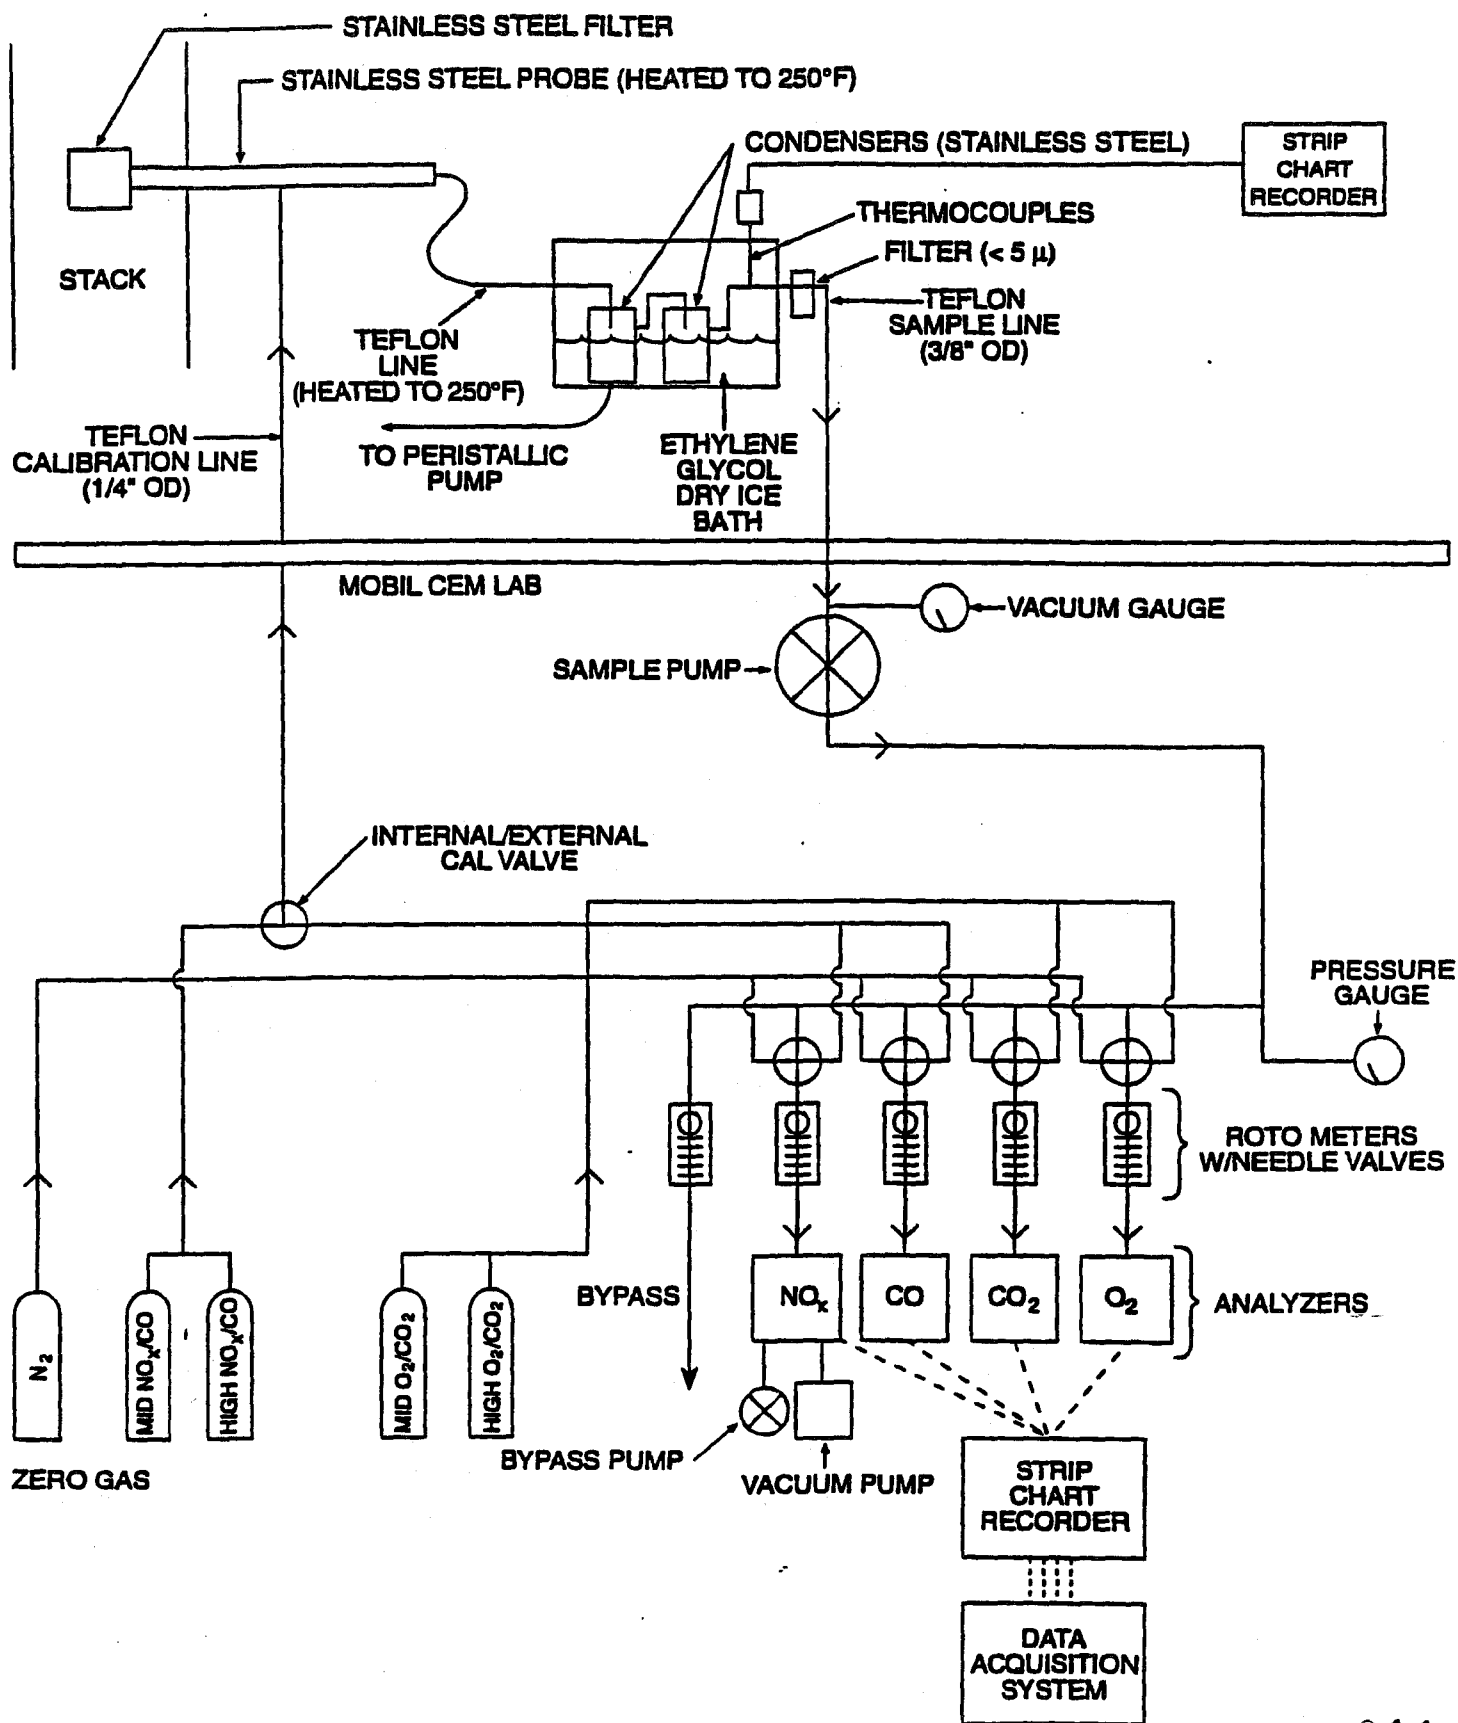 STAINLESS STEEL FILTER
STAINLESS STEEL PROBE (HEATED TO 250°F)
CONDENSERS (STAINLESS STEEL)
STRIP
CHART
RECORDER
THERMOCOUPLES
FILTER (< 5 µ)
STACK
TEFLON
SAMPLE LINE
(3/8" OD)
TEFLON
LINE
(HEATED TO 250°F)
TEFLON
CALIBRATION LINE
(1/4" OD)
TO PERISTALLIC
PUMP
ETHYLENE
GLYCOL
DRY ICE
BATH
MOBIL CEM LAB
VACUUM GAUGE
SAMPLE PUMP
INTERNAL/EXTERNAL
CAL VALVE
PRESSURE
GAUGE
ROTO METERS
W/NEEDLE VALVES
BYPASS
NOₓ
CO
CO₂
O₂
ANALYZERS
N₂
MID NOₓ/CO
HIGH NOₓ/CO
MID O₂/CO₂
HIGH O₂/CO₂
BYPASS PUMP
VACUUM PUMP
ZERO GAS
STRIP
CHART
RECORDER
DATA
ACQUISITION
SYSTEM